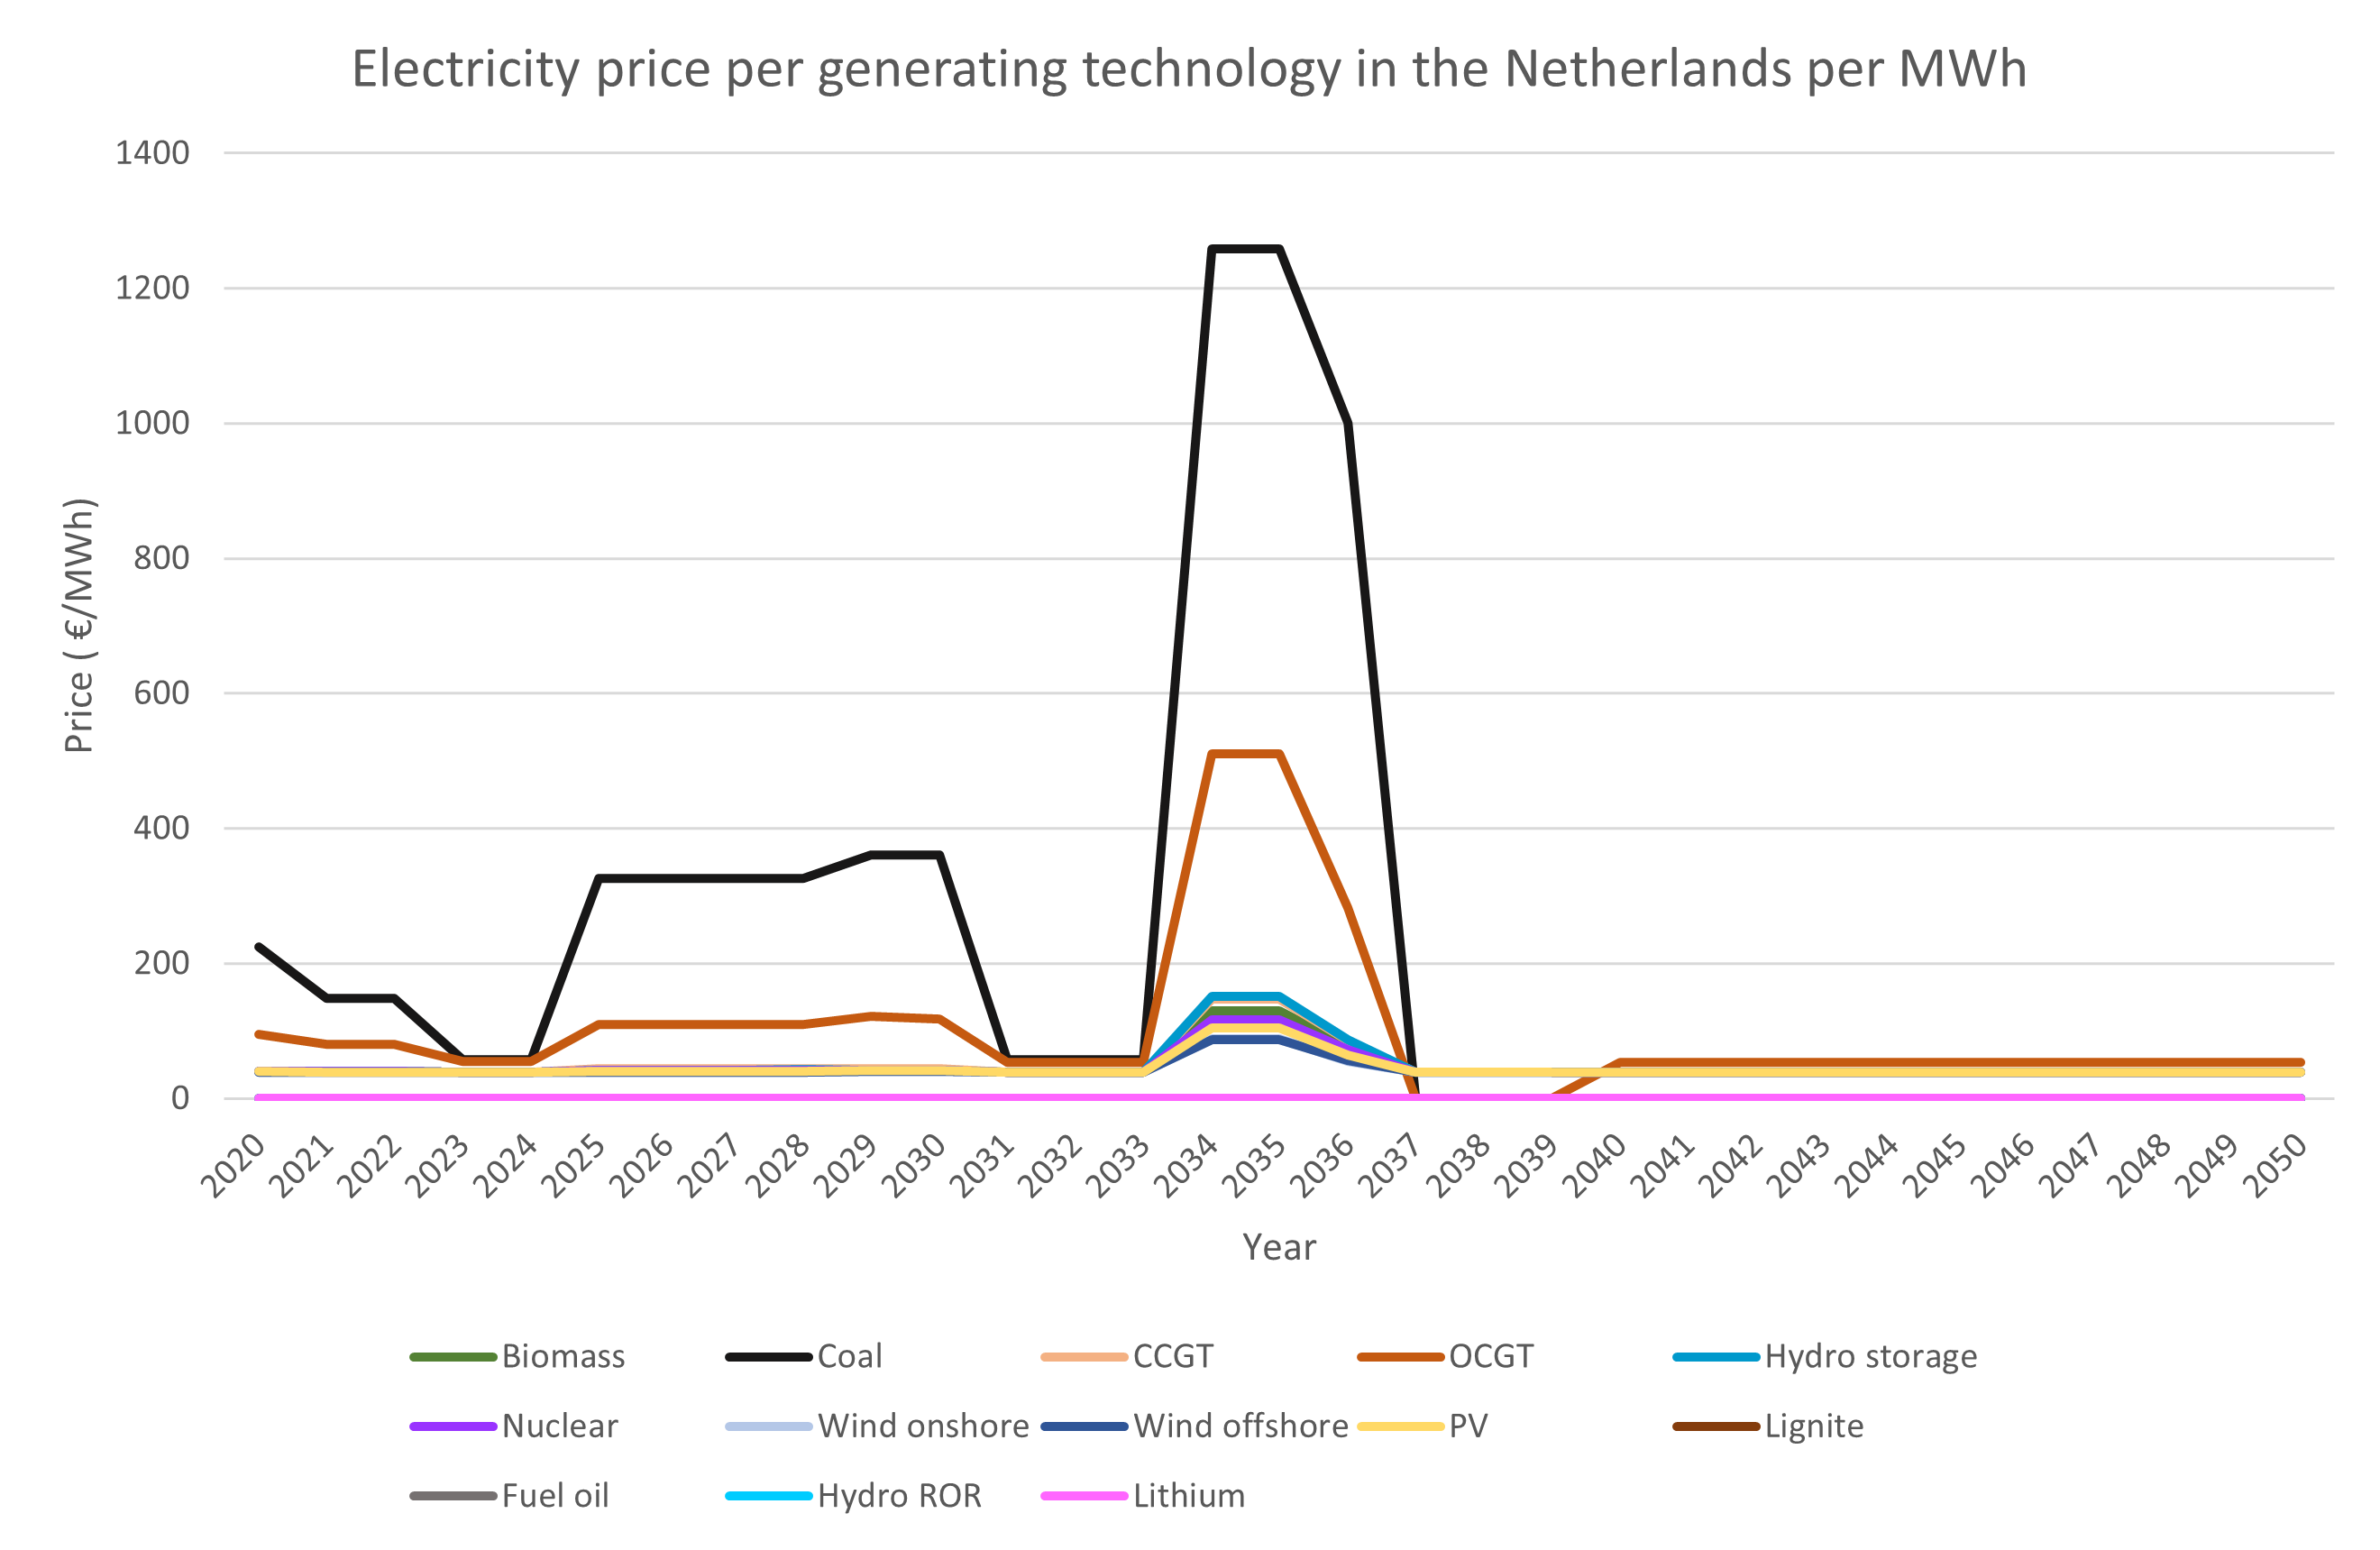 Electricity price per generating technology in the Netherlands per MWh
1400
1200
1000
800
600
400
200
0
Price ( €/MWh)
2020 2021 2022 2023 2024 2025 2026 2027 2028 2029 2030 2031 2032 2033 2034 2035 2036 2037 2038 2039 2040 2041 2042 2043 2044 2045 2046 2047 2048 2049 2050
Year
Biomass Coal CCGT OCGT Hydro storage
Nuclear Wind onshore Wind offshore PV Lignite
Fuel oil Hydro ROR Lithium